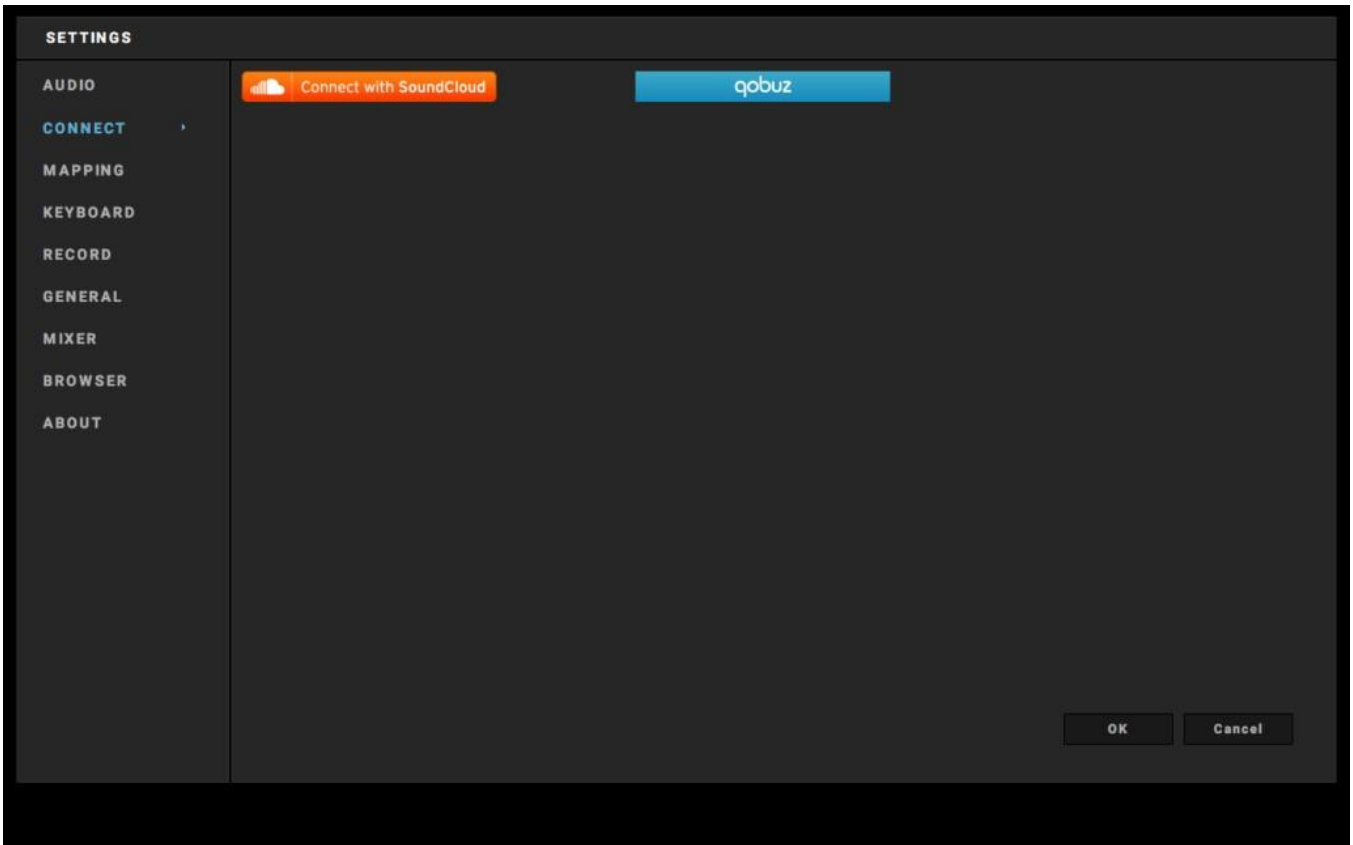 SETTINGS
AUDIO
CONNECT
MAPPING
KEYBOARD
RECORD
GENERAL
MIXER
BROWSER
ABOUT
Connect with SoundCloud
qobuz
OK
Cancel